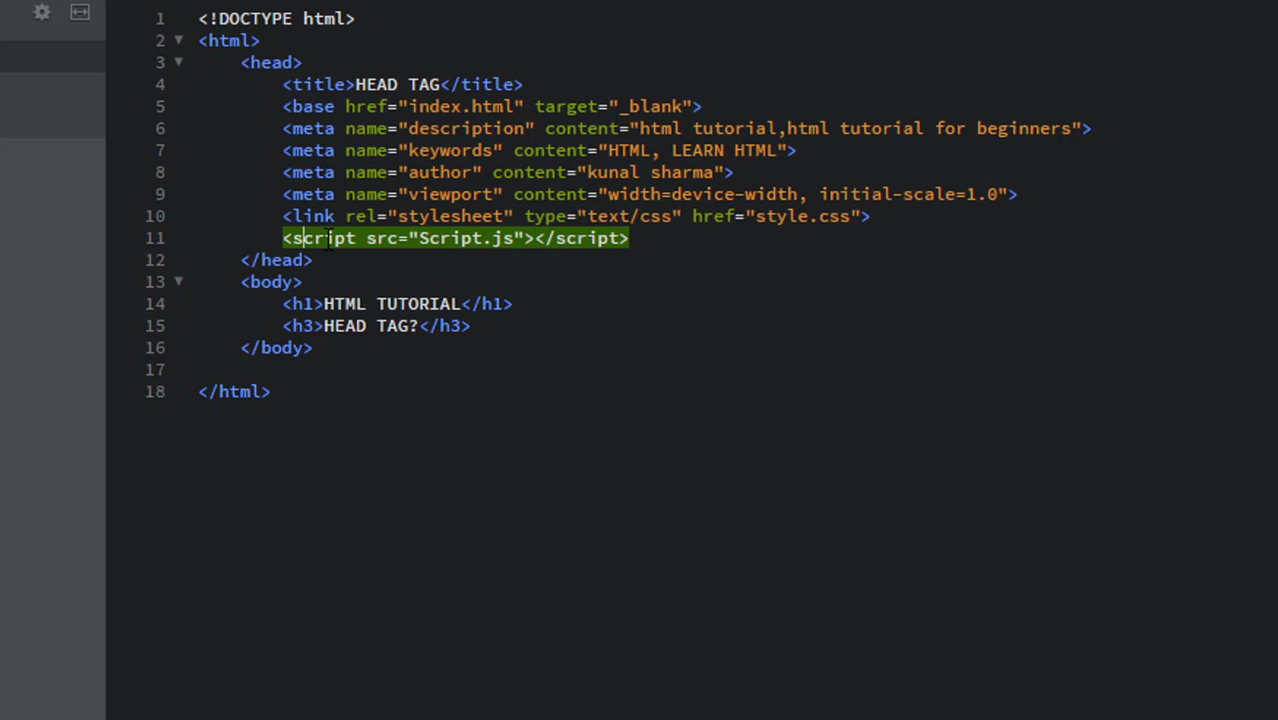 1 <!DOCTYPE html>
2 <html>
3 <head>
4 <title>HEAD TAG</title>
5 <base href="index.html" target="_blank">
6 <meta name="description" content="html tutorial,html tutorial for beginners">
7 <meta name="keywords" content="HTML, LEARN HTML">
8 <meta name="author" content="kunal sharma">
9 <meta name="viewport" content="width=device-width, initial-scale=1.0">
10 <link rel="stylesheet" type="text/css" href="style.css">
11 <script src="Script.js"></script>
12 </head>
13 <body>
14 <h1>HTML TUTORIAL</h1>
15 <h3>HEAD TAG?</h3>
16 </body>
17
18 </html>